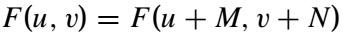 F(u, v) = F(u + M, v + N)